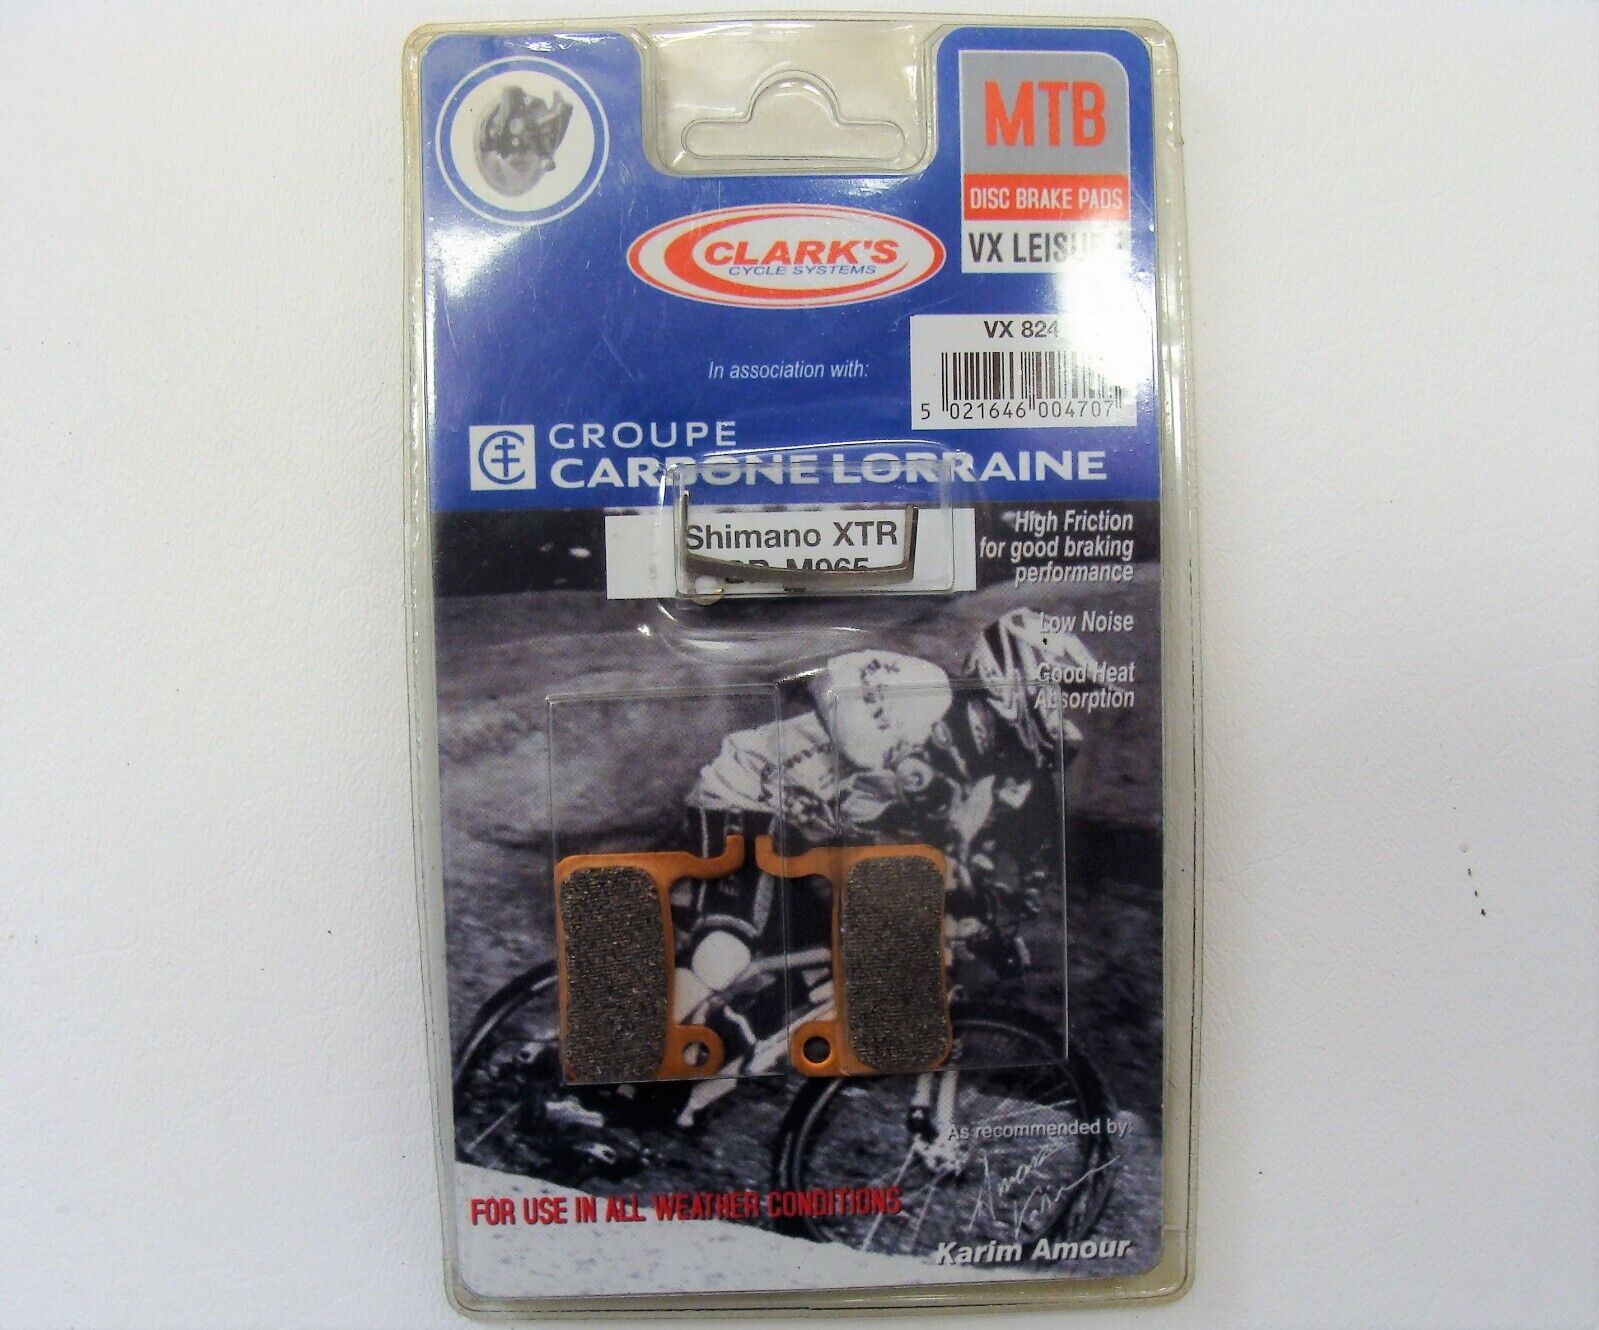 MTB
DISC BRAKE PADS
VX
CLARK'S
CYCLE SYSTEMS
VX 824
In association with:
5 021646 004707
GROUPE
CARBONE LORRAINE
Shimano XTR
M965
High Friction
for good braking
performance
Low Noise
Good Heat
Absorption
As recommended by:
FOR USE IN ALL WEATHER CONDITIONS
Karim Amour